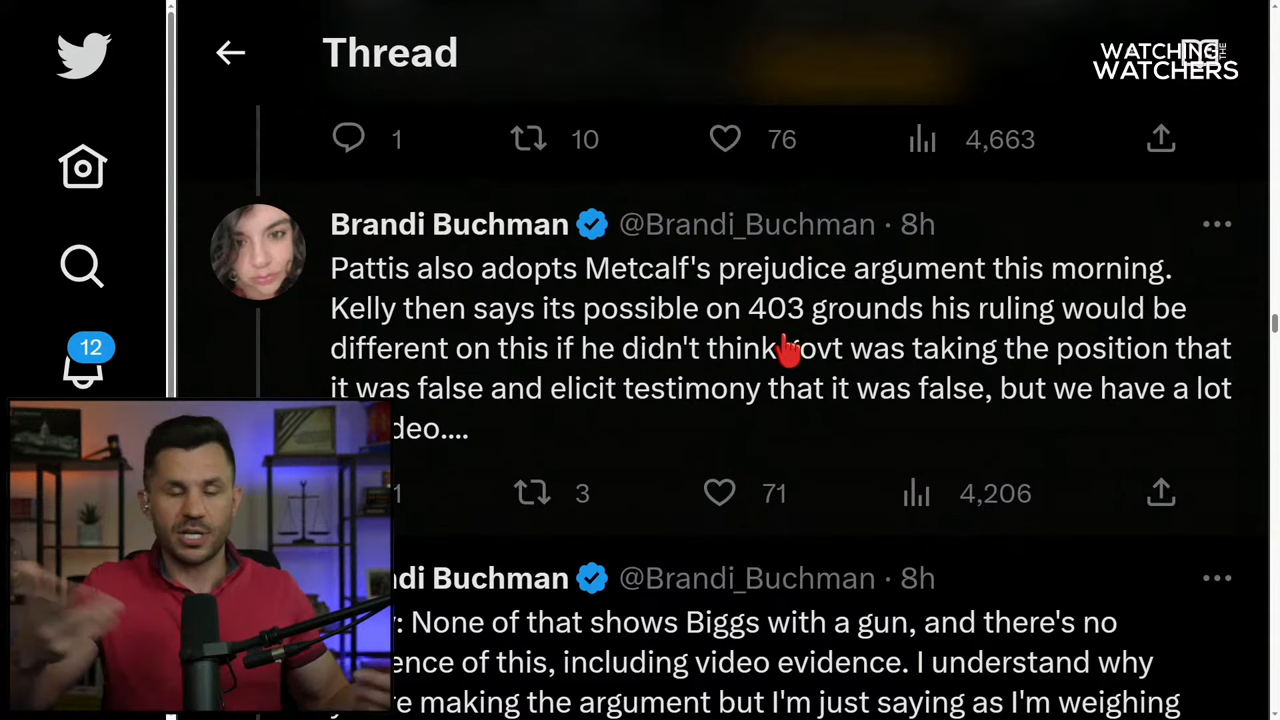 Thread
WATCHING THE
WATCHERS
1 10 76 4,663
Brandi Buchman @Brandi_Buchman · 8h
Pattis also adopts Metcalf's prejudice argument this morning.
Kelly then says its possible on 403 grounds his ruling would be
different on this if he didn't think govt was taking the position that
12
it was false and elicit testimony that it was false, but we have a lot
deo....
1 3 71 4,206
di Buchman @Brandi_Buchman · 8h
: None of that shows Biggs with a gun, and there's no
ence of this, including video evidence. I understand why
re making the argument but I'm just saying as I'm weighing